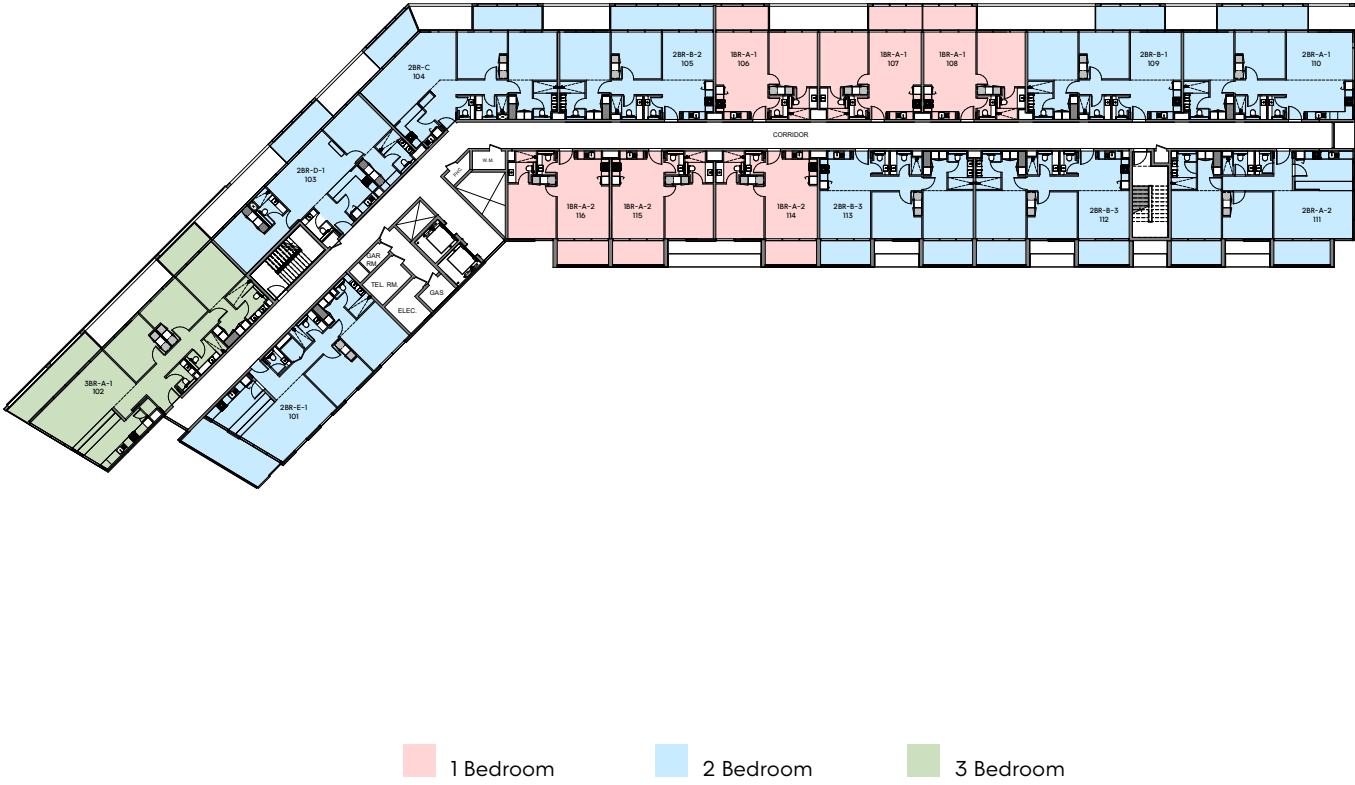 2BR-C
104
2BR-B-2
105
1BR-A-1
106
1BR-A-1
107
1BR-A-1
108
2BR-B-1
109
2BR-A-1
110
CORRIDOR
W.M.
FHC
2BR-D-1
103
1BR-A-2
116
1BR-A-2
115
1BR-A-2
114
2BR-B-3
113
2BR-B-3
112
2BR-A-2
111
GAR
RM.
TEL. RM.
GAS
ELEC.
3BR-A-1
102
2BR-E-1
101
1 Bedroom
2 Bedroom
3 Bedroom